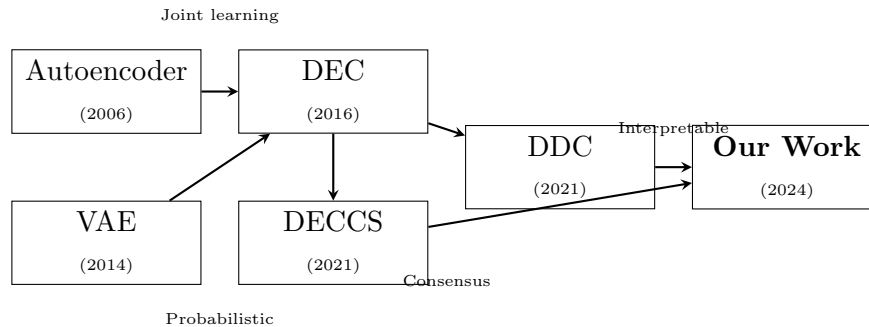 Joint learning
Autoencoder
(2006)
DEC
(2016)
DDC
(2021)
Interpretable
Our Work
(2024)
VAE
(2014)
DECCS
(2021)
Consensus
Probabilistic